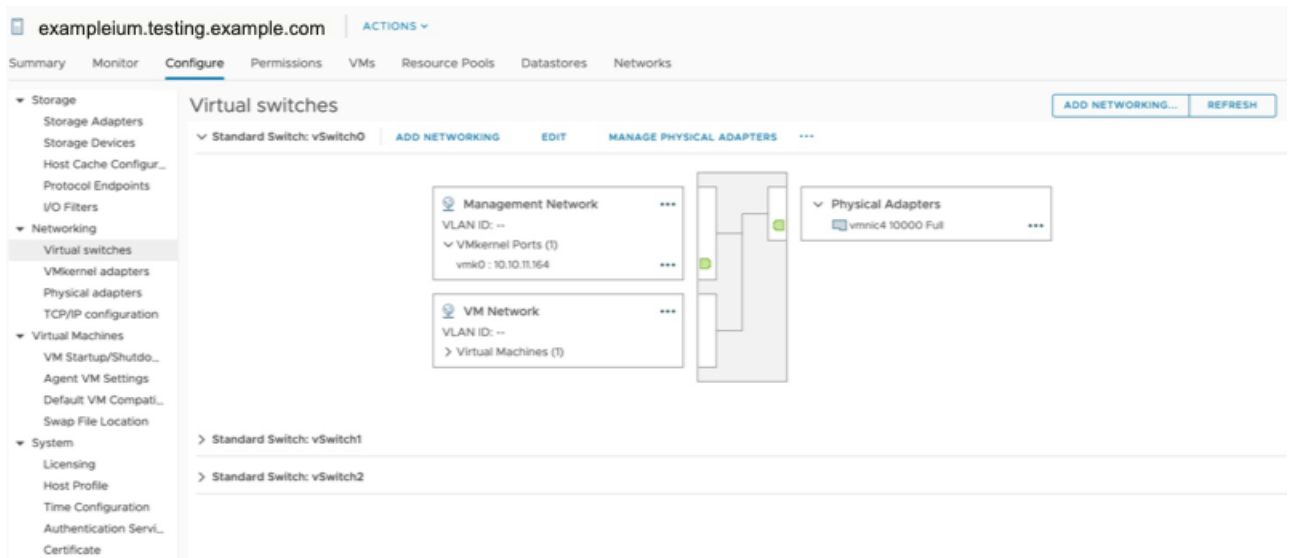 exampleium.testing.example.com ACTIONS
Summary Monitor Configure Permissions VMs Resource Pools Datastores Networks
Storage
Storage Adapters
Storage Devices
Host Cache Configur...
Protocol Endpoints
I/O Filters
Networking
Virtual switches
VMkernel adapters
Physical adapters
TCP/IP configuration
Virtual Machines
VM Startup/Shutdo...
Agent VM Settings
Default VM Compati...
Swap File Location
System
Licensing
Host Profile
Time Configuration
Authentication Servi...
Certificate
Virtual switches
ADD NETWORKING... REFRESH
Standard Switch: vSwitch0 ADD NETWORKING EDIT MANAGE PHYSICAL ADAPTERS ...
Management Network ...
VLAN ID: --
VMkernel Ports (1)
vmk0 : 10.10.11.164 ...
VM Network ...
VLAN ID: --
Virtual Machines (1)
Physical Adapters
vmnic4 10000 Full ...
Standard Switch: vSwitch1
Standard Switch: vSwitch2